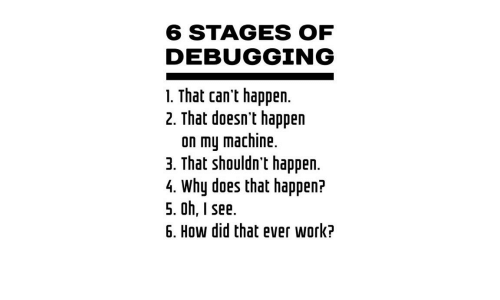 6 STAGES OF
DEBUGGING
1. That can't happen.
2. That doesn't happen
on my machine.
3. That shouldn't happen.
4. Why does that happen?
5. Oh, I see.
6. How did that ever work?